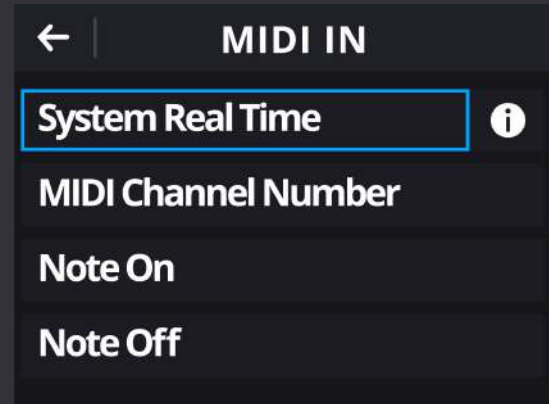 MIDI IN
System Real Time
MIDI Channel Number
Note On
Note Off